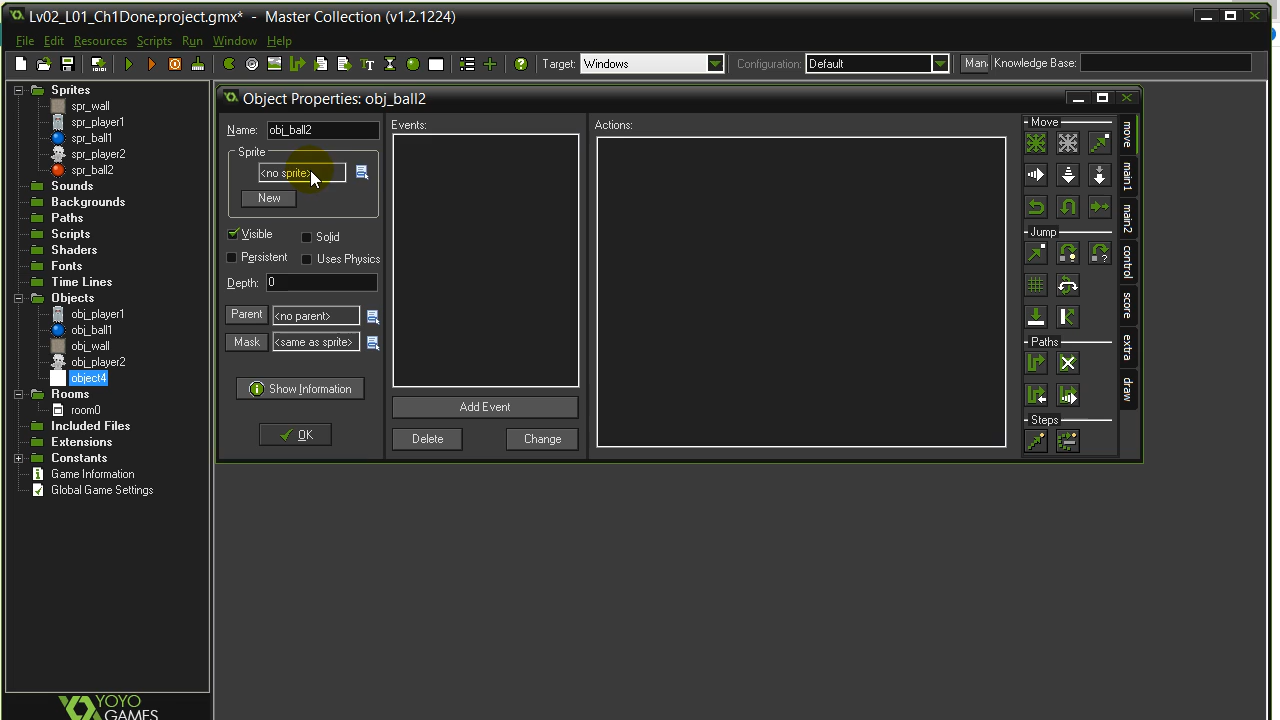 Lv02_L01_Ch1Done.project.gmx* - Master Collection (v1.2.1224)
File Edit Resources Scripts Run Window Help
Target: Windows Configuration: Default Man Knowledge Base:
Sprites
spr_wall
spr_player1
spr_ball1
spr_player2
spr_ball2
Sounds
Backgrounds
Paths
Scripts
Shaders
Fonts
Time Lines
Objects
obj_player1
obj_ball1
obj_wall
obj_player2
object4
Rooms
room0
Included Files
Extensions
Constants
Game Information
Global Game Settings
YOYO
GAMES
Object Properties: obj_ball2
Name: obj_ball2
Sprite
<no sprite>
New
Visible Solid
Persistent Uses Physics
Depth: 0
Parent <no parent>
Mask <same as sprite>
Show Information
OK
Events:
Add Event
Delete Change
Actions:
Move
Jump
Paths
Steps
move
main1
main2
control
score
extra
draw